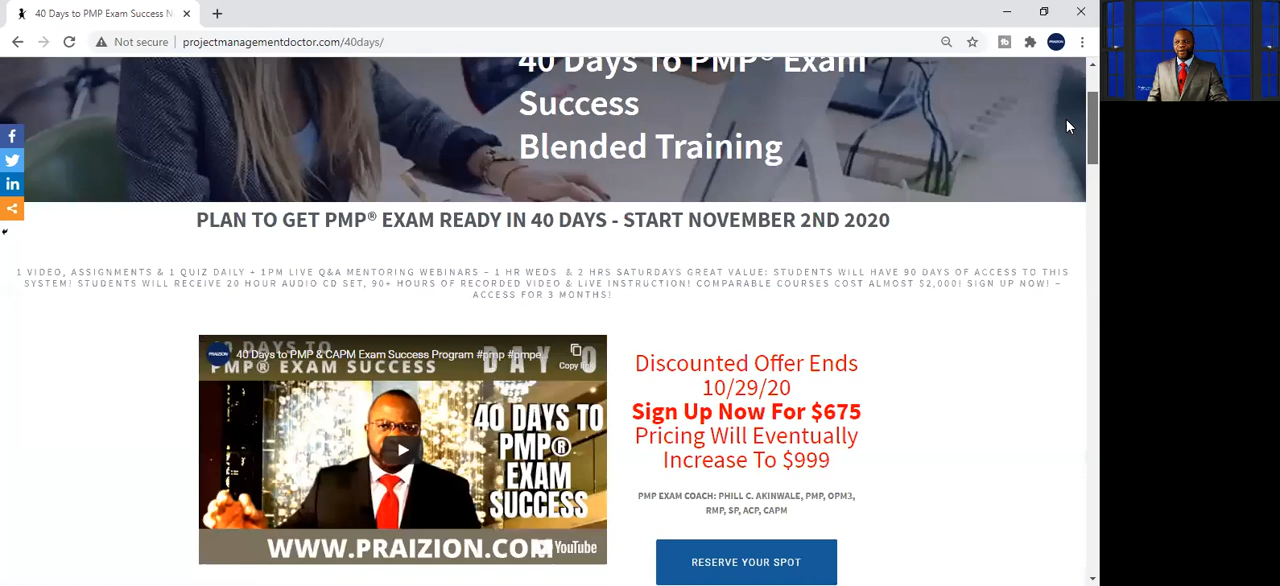 40 Days to PMP Exam Success N
Not secure
projectmanagementdoctor.com/40days/
40 Days To PMP® Exam
Success
Blended Training
PLAN TO GET PMP® EXAM READY IN 40 DAYS - START NOVEMBER 2ND 2020
1 VIDEO, ASSIGNMENTS & 1 QUIZ DAILY + 1PM LIVE Q&A MENTORING WEBINARS – 1 HR WEDS & 2 HRS SATURDAYS GREAT VALUE: STUDENTS WILL HAVE 90 DAYS OF ACCESS TO THIS
SYSTEM! STUDENTS WILL RECEIVE 20 HOUR AUDIO CD SET, 90+ HOURS OF RECORDED VIDEO & LIVE INSTRUCTION! COMPARABLE COURSES COST ALMOST $2,000! SIGN UP NOW! –
ACCESS FOR 3 MONTHS!
40 DAYS TO
PRAIZION
40 Days to PMP & CAPM Exam Success Program #pmp #pmpe...
PMP® EXAM SUCCESS
DAY 0
Copy link
40 DAYS TO
PMP®
EXAM
SUCCESS
WWW.PRAIZION.COM
YouTube
Discounted Offer Ends
10/29/20
Sign Up Now For $675
Pricing Will Eventually
Increase To $999
PMP EXAM COACH: PHILL C. AKINWALE, PMP, OPM3,
RMP, SP, ACP, CAPM
RESERVE YOUR SPOT